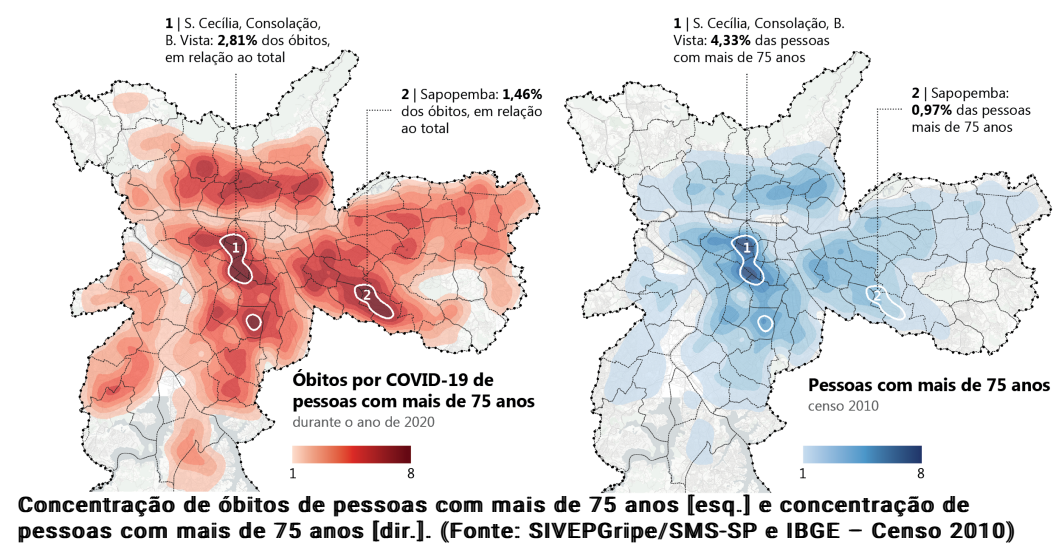 1 | S. Cecília, Consolação,
B. Vista: 2,81% dos óbitos,
em relação ao total
2 | Sapopemba: 1,46%
dos óbitos, em relação
ao total
1
2
Óbitos por COVID-19 de
pessoas com mais de 75 anos
durante o ano de 2020
1 8
1 | S. Cecília, Consolação, B.
Vista: 4,33% das pessoas
com mais de 75 anos
2 | Sapopemba:
0,97% das pessoas
mais de 75 anos
1
2
Pessoas com mais de 75 anos
censo 2010
1 8
Concentração de óbitos de pessoas com mais de 75 anos [esq.] e concentração de
pessoas com mais de 75 anos [dir.]. (Fonte: SIVEPGripe/SMS-SP e IBGE – Censo 2010)